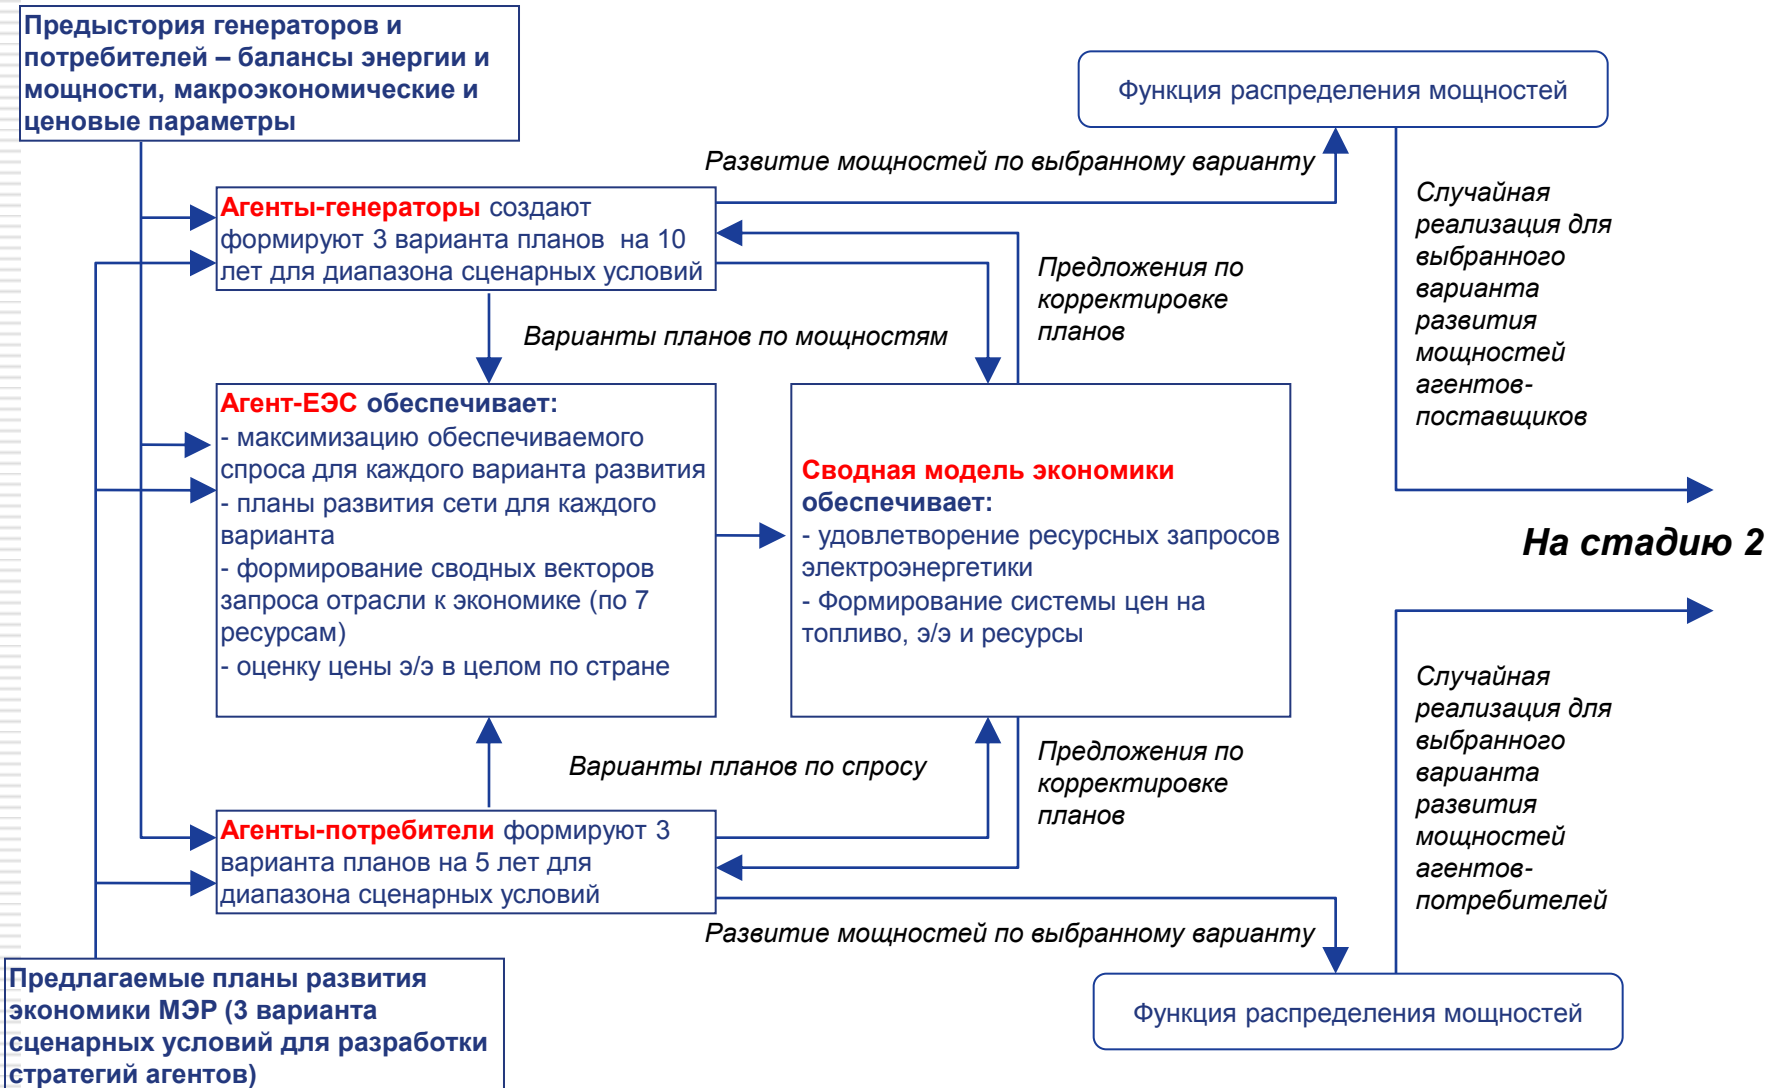 Предыстория генераторов и
потребителей – балансы энергии и
мощности, макроэкономические и
ценовые параметры
Функция распределения мощностей
Развитие мощностей по выбранному варианту
Агенты-генераторы создают
формируют 3 варианта планов на 10
лет для диапазона сценарных условий
Случайная
реализация для
выбранного
варианта
развития
мощностей
агентов-
поставщиков
Предложения по
корректировке
планов
Варианты планов по мощностям
Агент-ЕЭС обеспечивает:
- максимизацию обеспечиваемого
спроса для каждого варианта развития
- планы развития сети для каждого
варианта
- формирование сводных векторов
запроса отрасли к экономике (по 7
ресурсам)
- оценку цены э/э в целом по стране
Сводная модель экономики
обеспечивает:
- удовлетворение ресурсных запросов
электроэнергетики
- Формирование системы цен на
топливо, э/э и ресурсы
На стадию 2
Варианты планов по спросу
Предложения по
корректировке
планов
Случайная
реализация для
выбранного
варианта
развития
мощностей
агентов-
потребителей
Агенты-потребители формируют 3
варианта планов на 5 лет для
диапазона сценарных условий
Развитие мощностей по выбранному варианту
Предлагаемые планы развития
экономики МЭР (3 варианта
сценарных условий для разработки
стратегий агентов)
Функция распределения мощностей